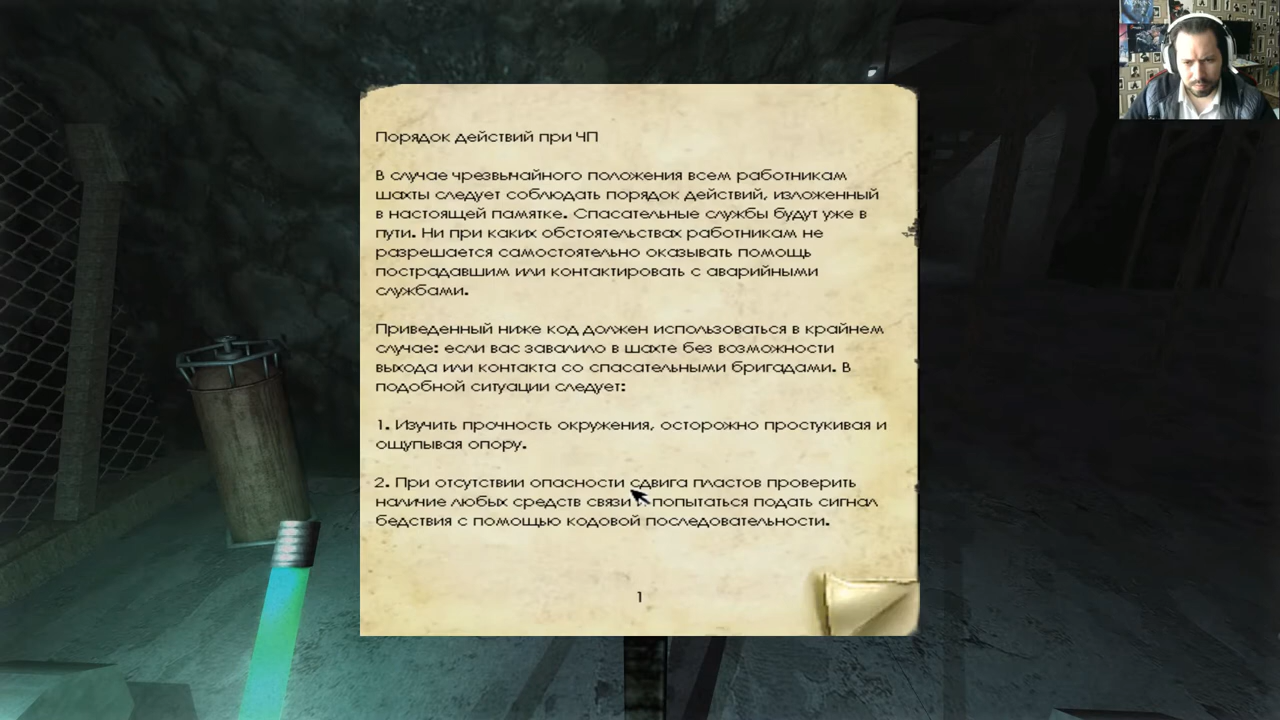 Порядок действий при ЧП
В случае чрезвычайного положения всем работникам
шахты следует соблюдать порядок действий, изложенный
в настоящей памятке. Спасательные службы будут уже в
пути. Ни при каких обстоятельствах работникам не
разрешается самостоятельно оказывать помощь
пострадавшим или контактировать с аварийными
службами.
Приведенный ниже код должен использоваться в крайнем
случае: если вас завалило в шахте без возможности
выхода или контакта со спасательными бригадами. В
подобной ситуации следует:
1. Изучить прочность окружения, осторожно простукивая и
ощупывая опору.
2. При отсутствии опасности сдвига пластов проверить
наличие любых средств связи и попытаться подать сигнал
бедствия с помощью кодовой последовательности.
1